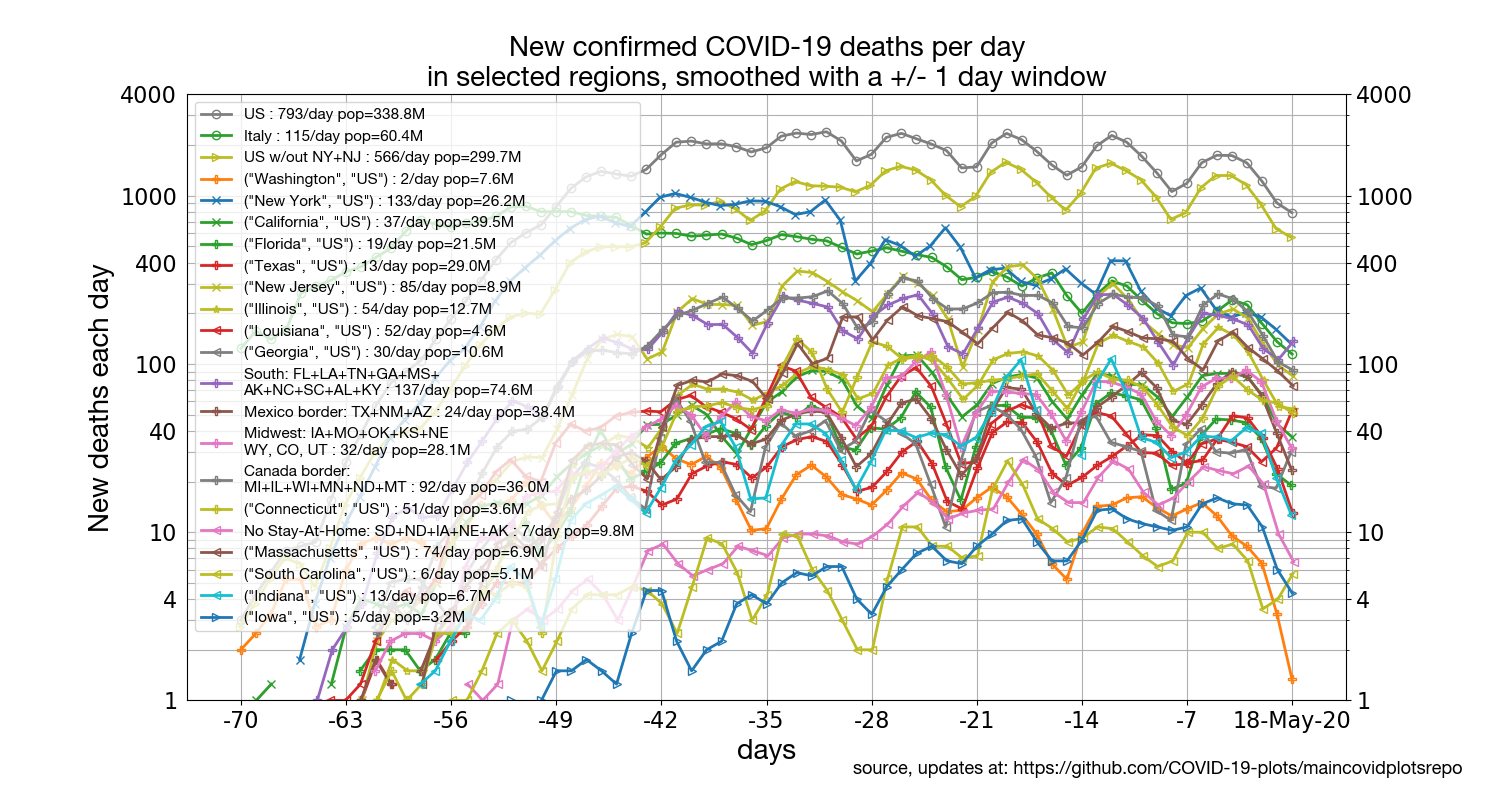 New confirmed COVID-19 deaths per day
in selected regions, smoothed with a +/- 1 day window
New deaths each day
4000
1000
400
100
40
10
4
1
US : 793/day pop=338.8M
Italy : 115/day pop=60.4M
US w/out NY+NJ : 566/day pop=299.7M
("Washington", "US") : 2/day pop=7.6M
("New York", "US") : 133/day pop=26.2M
("California", "US") : 37/day pop=39.5M
("Florida", "US") : 19/day pop=21.5M
("Texas", "US") : 13/day pop=29.0M
("New Jersey", "US") : 85/day pop=8.9M
("Illinois", "US") : 54/day pop=12.7M
("Louisiana", "US") : 52/day pop=4.6M
("Georgia", "US") : 30/day pop=10.6M
South: FL+LA+TN+GA+MS+
AK+NC+SC+AL+KY : 137/day pop=74.6M
Mexico border: TX+NM+AZ : 24/day pop=38.4M
Midwest: IA+MO+OK+KS+NE
WY, CO, UT : 32/day pop=28.1M
Canada border:
MI+IL+WI+MN+ND+MT : 92/day pop=36.0M
("Connecticut", "US") : 51/day pop=3.6M
No Stay-At-Home: SD+ND+IA+NE+AK : 7/day pop=9.8M
("Massachusetts", "US") : 74/day pop=6.9M
("South Carolina", "US") : 6/day pop=5.1M
("Indiana", "US") : 13/day pop=6.7M
("Iowa", "US") : 5/day pop=3.2M
4000
1000
400
100
40
10
4
1
-70 -63 -56 -49 -42 -35 -28 -21 -14 -7 18-May-20
days
source, updates at: https://github.com/COVID-19-plots/maincovidplotsrepo